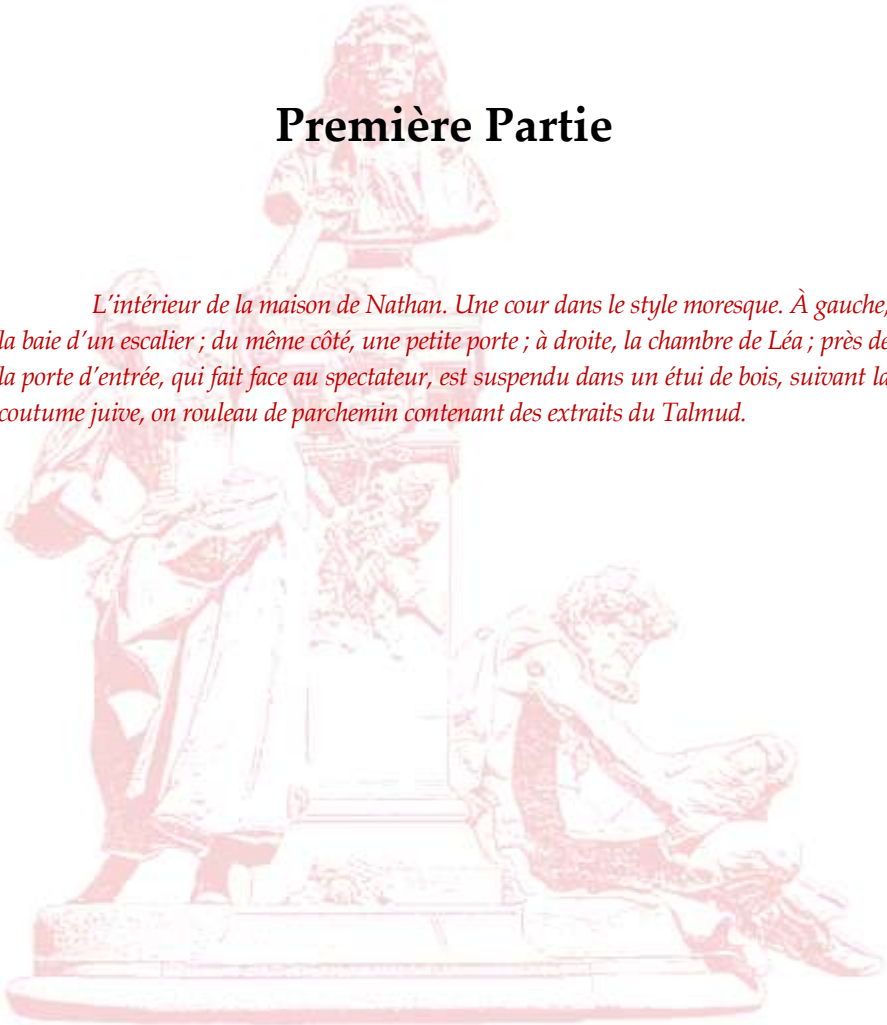 Première Partie
L'intérieur de la maison de Nathan. Une cour dans le style moresque. À gauche,
la baie d'un escalier ; du même côté, une petite porte ; à droite, la chambre de Léa ; près de
la porte d'entrée, qui fait face au spectateur, est suspendu dans un étui de bois, suivant la
coutume juive, on rouleau de parchemin contenant des extraits du Talmud.